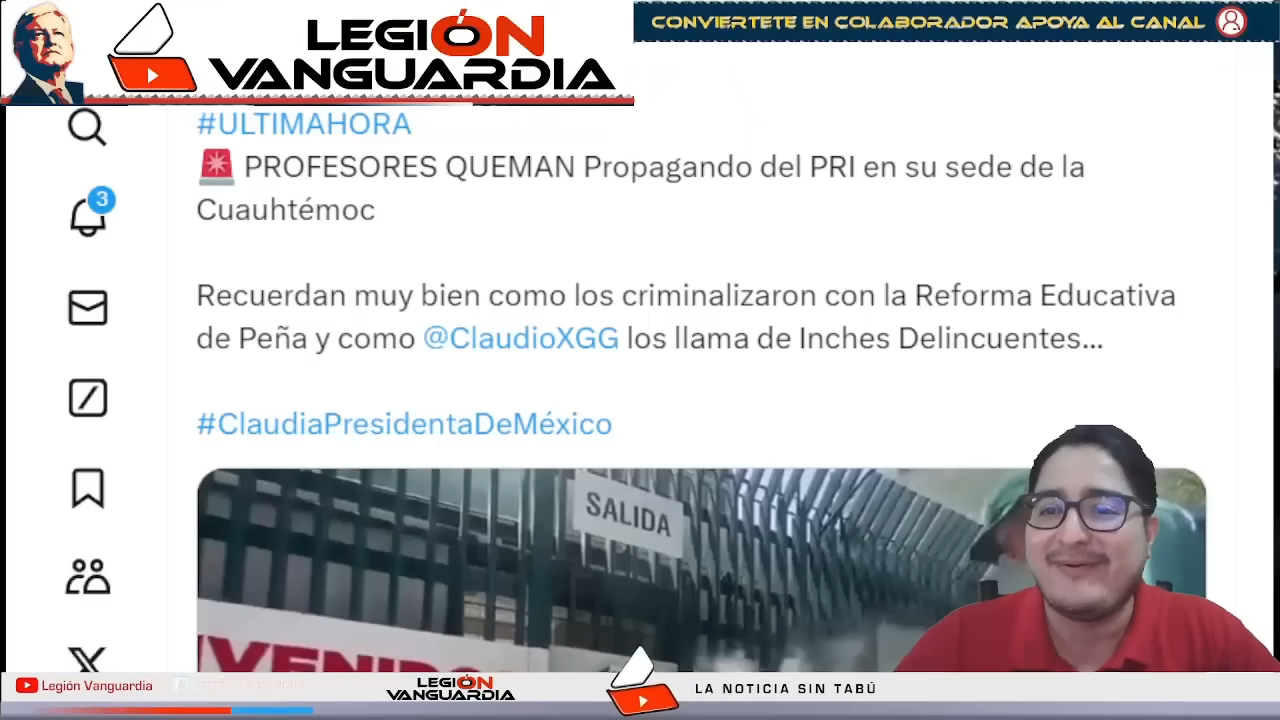 LEGIÓN
VANGUARDIA
CONVIERTETE EN COLABORADOR APOYA AL CANAL
#ULTIMAHORA
PROFESORES QUEMAN Propagando del PRI en su sede de la
Cuauhtémoc
3
Recuerdan muy bien como los criminalizaron con la Reforma Educativa
de Peña y como @ClaudioXGG los llama de Inches Delincuentes...
#ClaudiaPresidentaDeMéxico
SALIDA
Legión Vanguardia
LEGIÓN
VANGUARDIA
LA NOTICIA SIN TABÚ